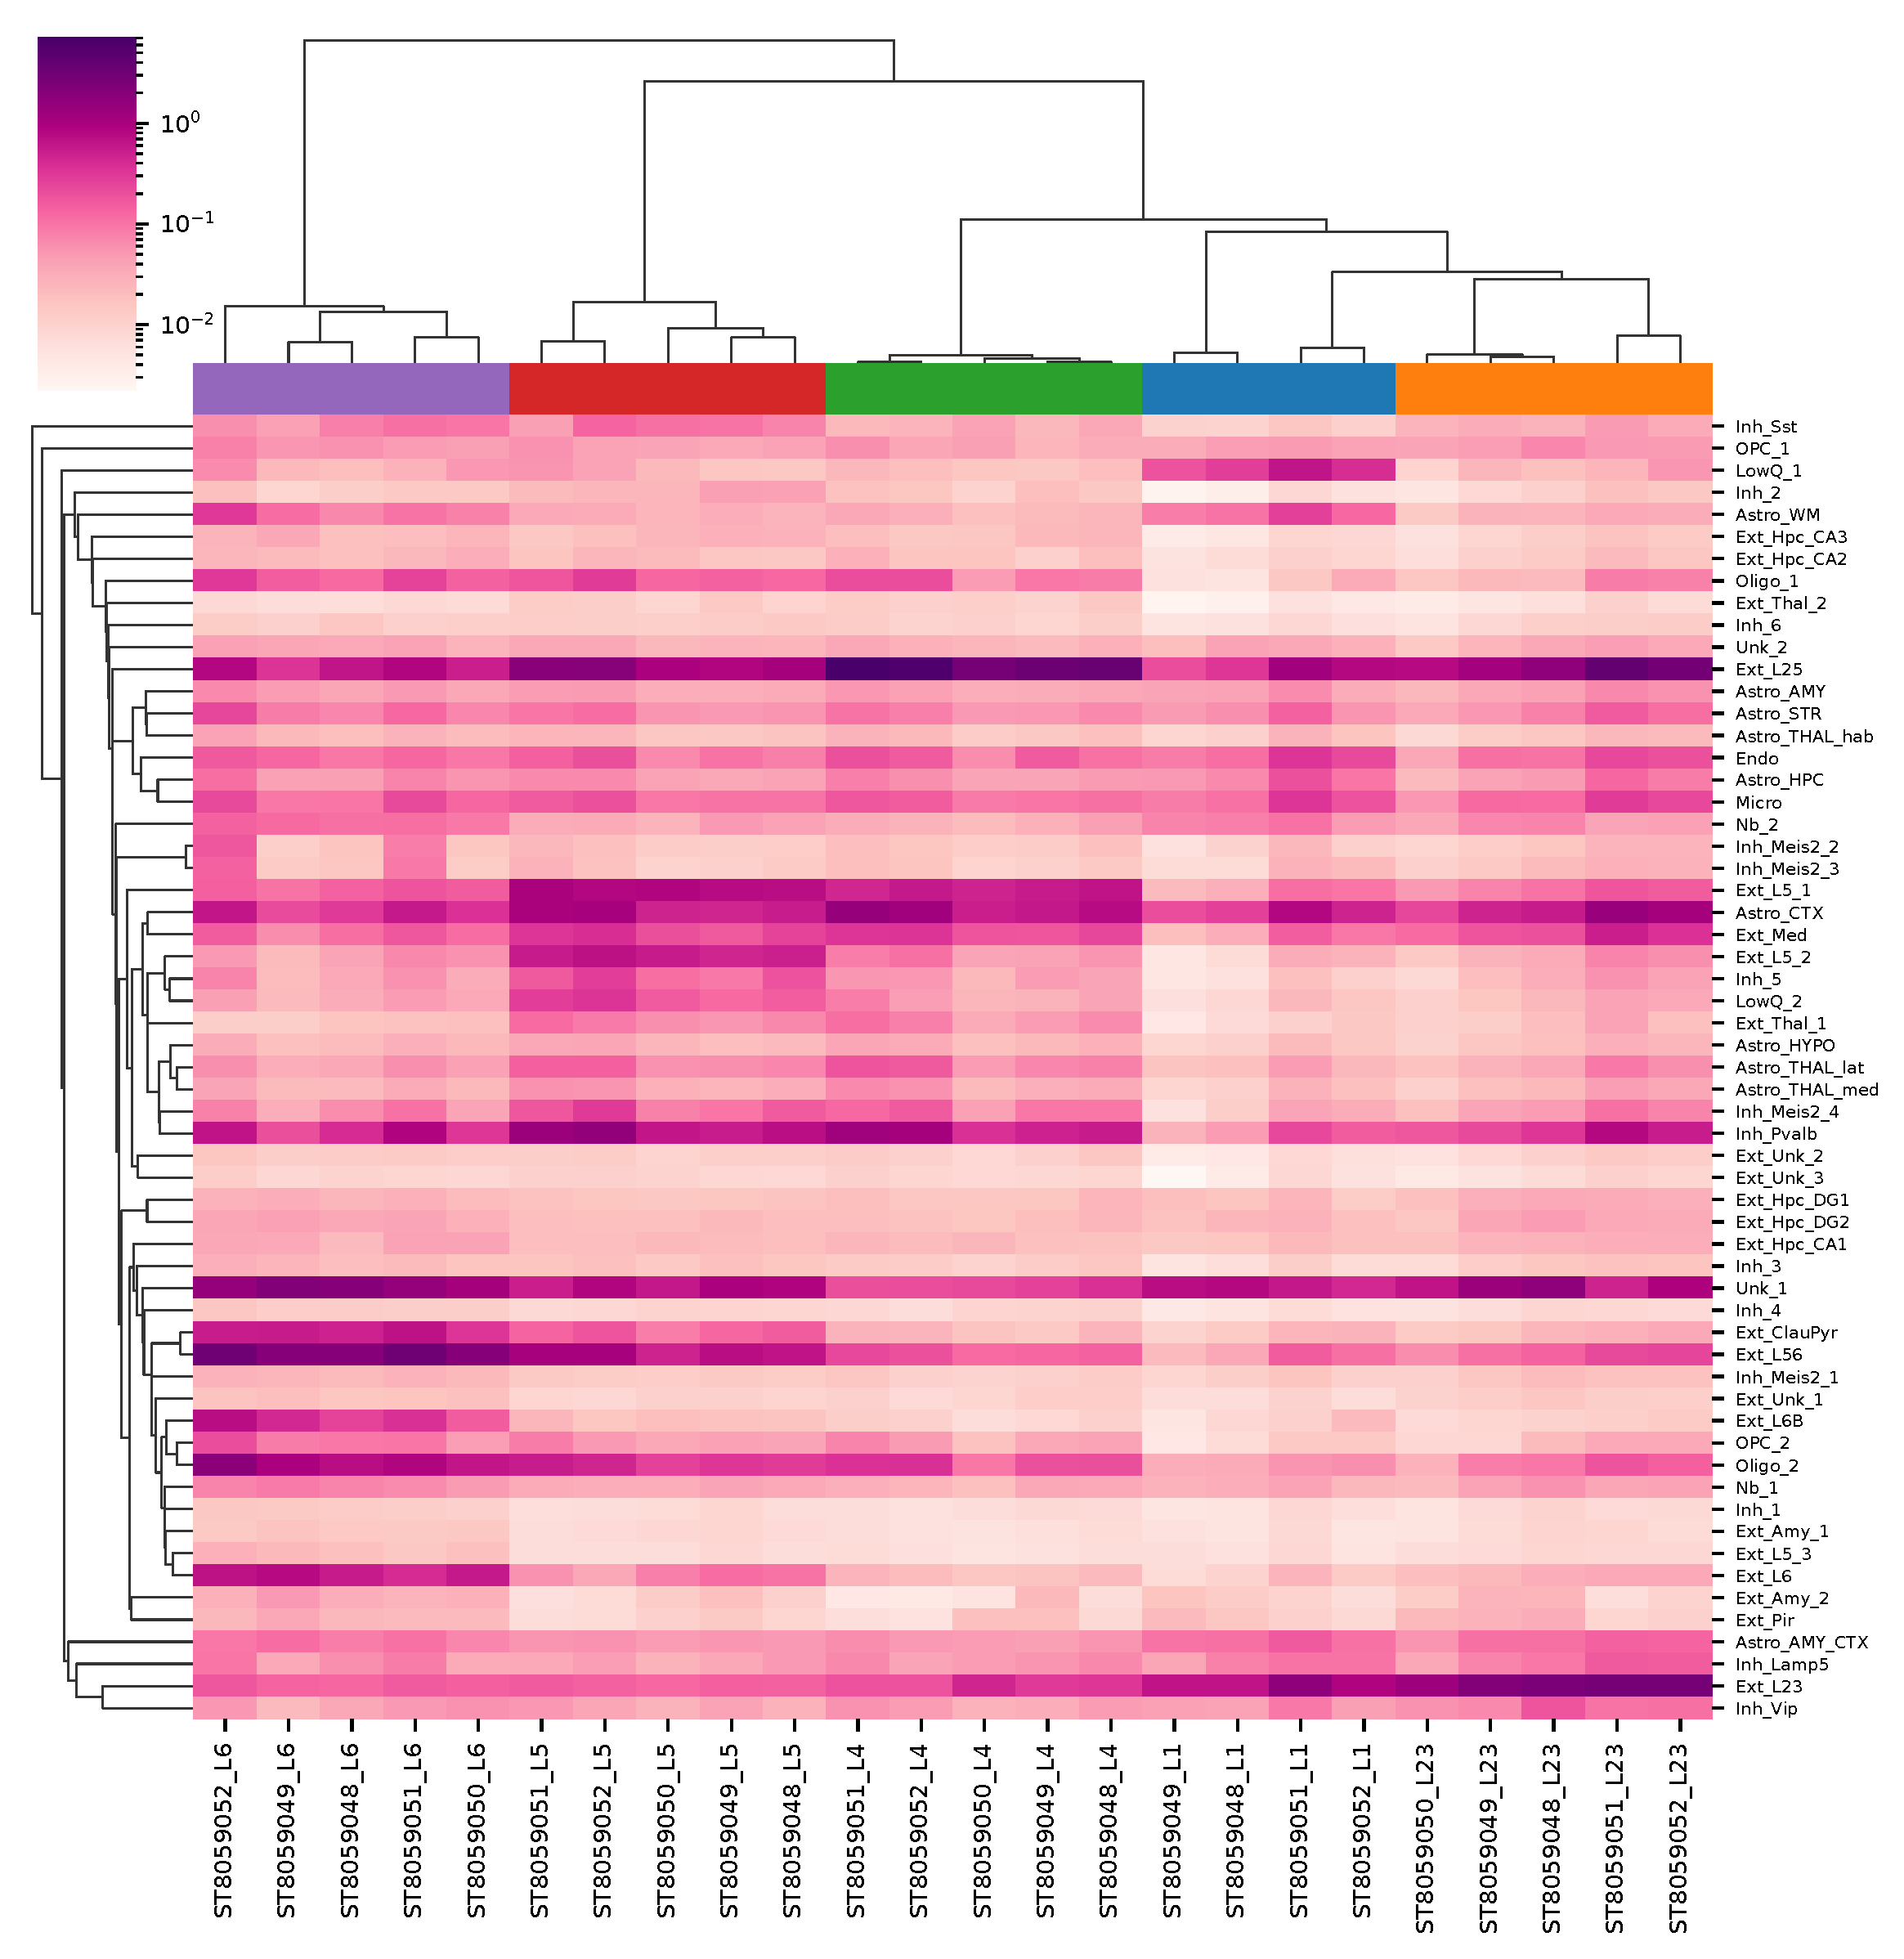 10⁰
10⁻¹
10⁻²
Inh_Sst
OPC_1
LowQ_1
Inh_2
Astro_WM
Ext_Hpc_CA3
Ext_Hpc_CA2
Oligo_1
Ext_Thal_2
Inh_6
Unk_2
Ext_L25
Astro_AMY
Astro_STR
Astro_THAL_hab
Endo
Astro_HPC
Micro
Nb_2
Inh_Meis2_2
Inh_Meis2_3
Ext_L5_1
Astro_CTX
Ext_Med
Ext_L5_2
Inh_5
LowQ_2
Ext_Thal_1
Astro_HYPO
Astro_THAL_lat
Astro_THAL_med
Inh_Meis2_4
Inh_Pvalb
Ext_Unk_2
Ext_Unk_3
Ext_Hpc_DG1
Ext_Hpc_DG2
Ext_Hpc_CA1
Inh_3
Unk_1
Inh_4
Ext_ClauPyr
Ext_L56
Inh_Meis2_1
Ext_Unk_1
Ext_L6B
OPC_2
Oligo_2
Nb_1
Inh_1
Ext_Amy_1
Ext_L5_3
Ext_L6
Ext_Amy_2
Ext_Pir
Astro_AMY_CTX
Inh_Lamp5
Ext_L23
Inh_Vip
ST8059052_L6
ST8059049_L6
ST8059048_L6
ST8059051_L6
ST8059050_L6
ST8059051_L5
ST8059052_L5
ST8059050_L5
ST8059049_L5
ST8059048_L5
ST8059051_L4
ST8059052_L4
ST8059050_L4
ST8059049_L4
ST8059048_L4
ST8059049_L1
ST8059048_L1
ST8059051_L1
ST8059052_L1
ST8059050_L23
ST8059049_L23
ST8059048_L23
ST8059051_L23
ST8059052_L23